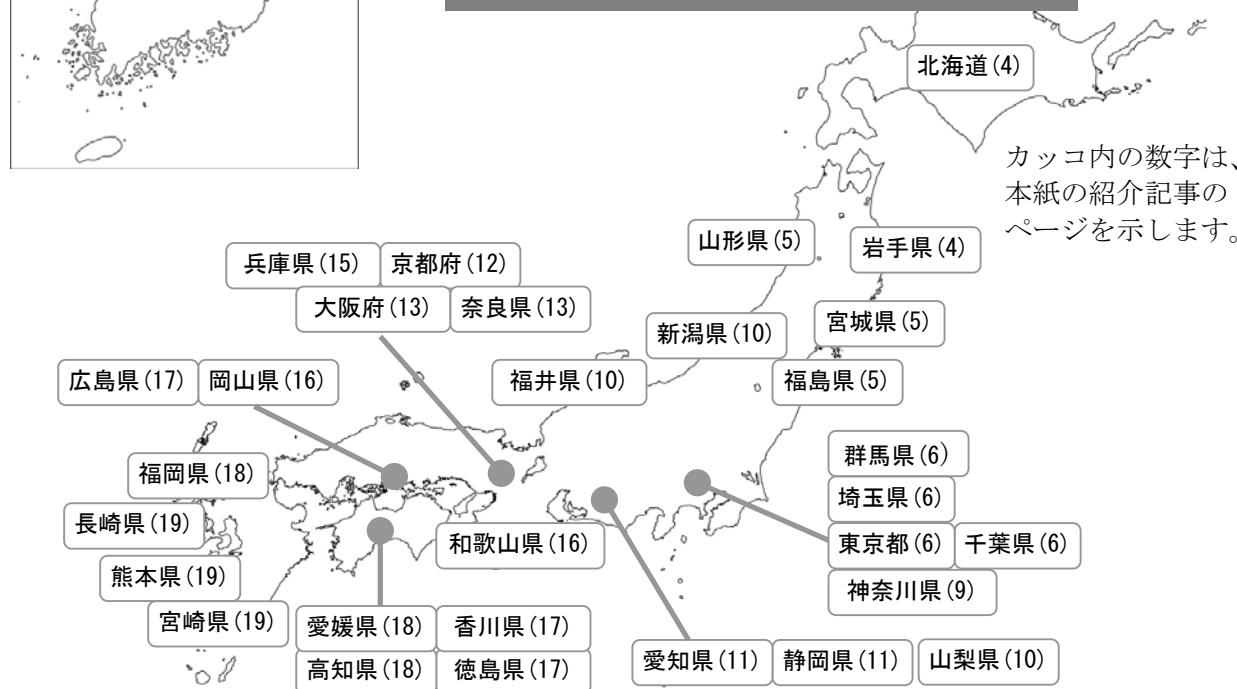 北海道(4)
カッコ内の数字は、
本紙の紹介記事の
ページを示します。
山形県(5)
岩手県(4)
兵庫県(15) 京都府(12)
大阪府(13) 奈良県(13)
新潟県(10)
宮城県(5)
広島県(17) 岡山県(16)
福井県(10)
福島県(5)
福岡県(18)
群馬県(6)
埼玉県(6)
長崎県(19)
和歌山県(16)
東京都(6) 千葉県(6)
熊本県(19)
神奈川県(9)
宮崎県(19)
愛媛県(18) 香川県(17)
高知県(18) 徳島県(17)
愛知県(11) 静岡県(11) 山梨県(10)